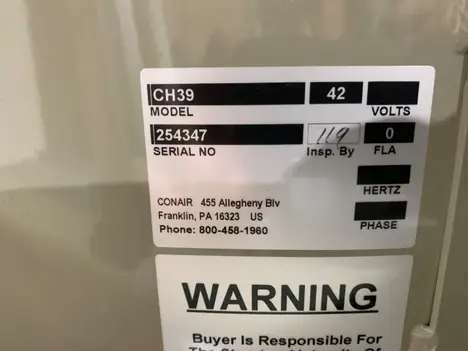 CH39 42
MODEL VOLTS
254347 119 0
SERIAL NO Insp. By FLA
HERTZ
CONAIR 455 Allegheny Blv
Franklin, PA 16323 US
PHASE
Phone: 800-458-1960
WARNING
Buyer Is Responsible For